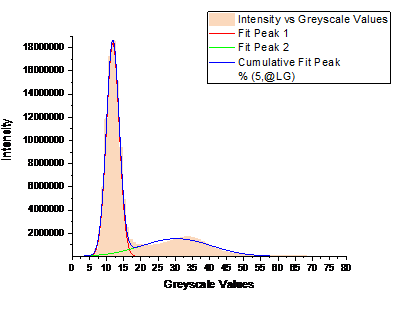 Intensity vs Greyscale Values
Fit Peak 1
Fit Peak 2
Cumulative Fit Peak
% (5,@LG)
18000000
16000000
14000000
12000000
10000000
8000000
6000000
4000000
2000000
Intensity
0 5 10 15 20 25 30 35 40 45 50 55 60 65 70 75 80
Greyscale Values